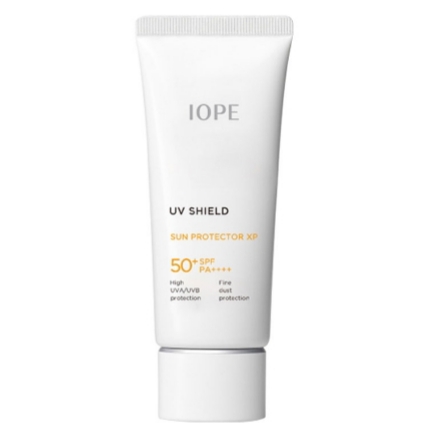 IOPE
UV SHIELD
SUN PROTECTOR XP
50+ SPF
PA++++
High Fine
UVA/UVB dust
protection protection